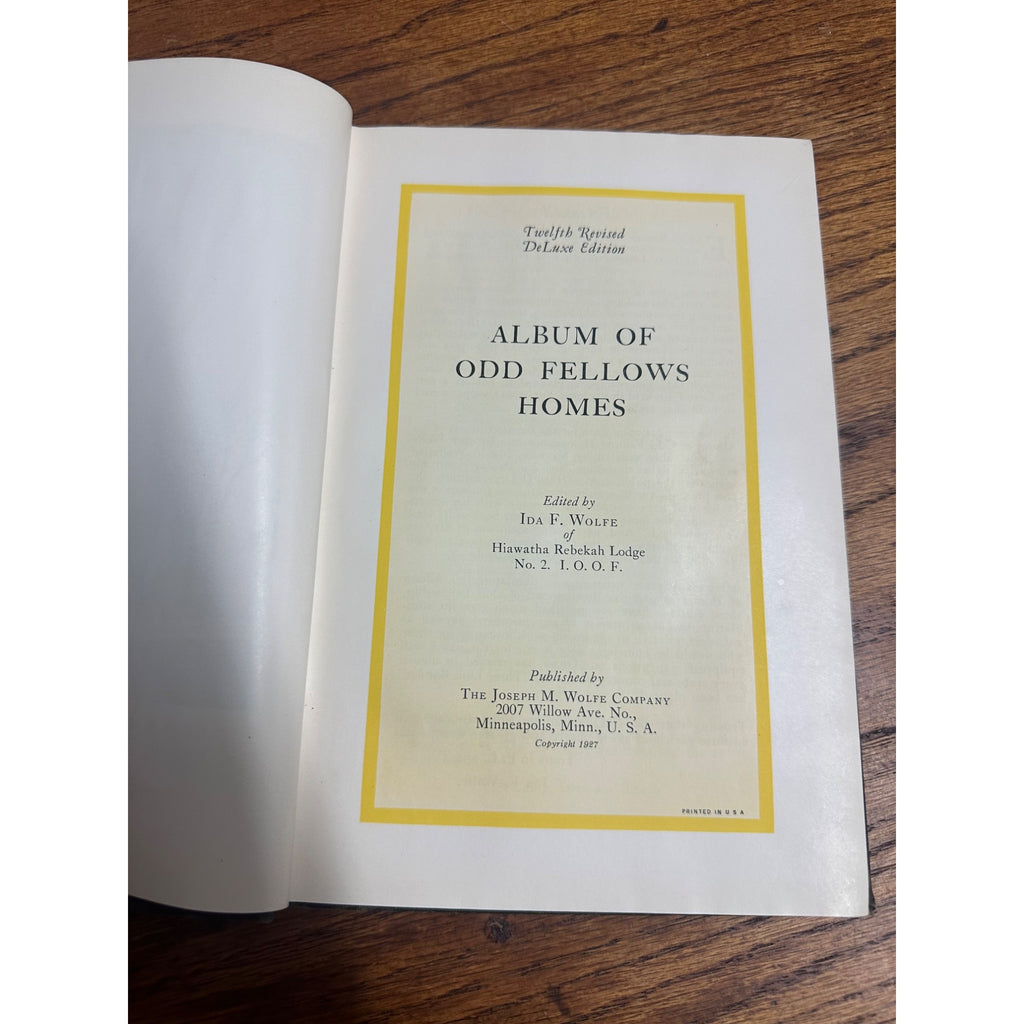 Twelfth Revised
DeLuxe Edition
ALBUM OF
ODD FELLOWS
HOMES
Edited by
IDA F. WOLFE
of
Hiawatha Rebekah Lodge
No. 2. I. O. O. F.
Published by
THE JOSEPH M. WOLFE COMPANY
2007 Willow Ave. No.,
Minneapolis, Minn., U. S. A.
Copyright 1927
PRINTED IN U S A